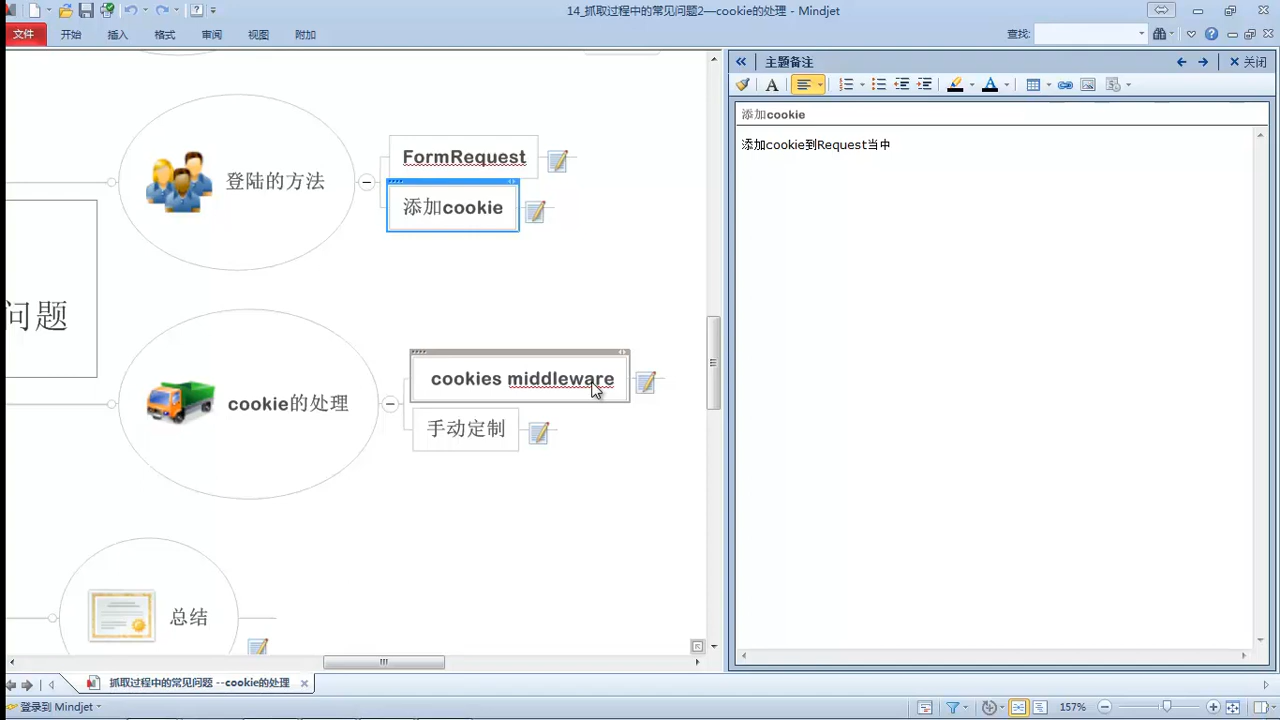 14_抓取过程中的常见问题2—cookie的处理 - Mindjet
文件 开始 插入 格式 审阅 视图 附加 查找:
主题备注 关闭
添加cookie
添加cookie到Request当中
FormRequest
登陆的方法
添加cookie
问题
cookies middleware
cookie的处理
手动定制
总结
抓取过程中的常见问题 --cookie的处理
登录到 Mindjet 157%